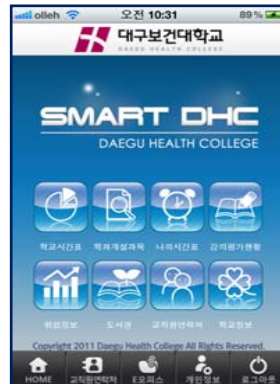 olleh 오전 10:31 89%
대구보건대학교
DAEGU HEALTH COLLEGE
SMART DHC
DAEGU HEALTH COLLEGE
학교시간표 학과개설과목 나의시간표 강의평가현황
취업정보 도서관 교직원연락처 학교정보
Copyright 2011 Daegu Health College All Rights Reserved.
HOME 교직원연락처 E오피스 개인정보 로그아웃